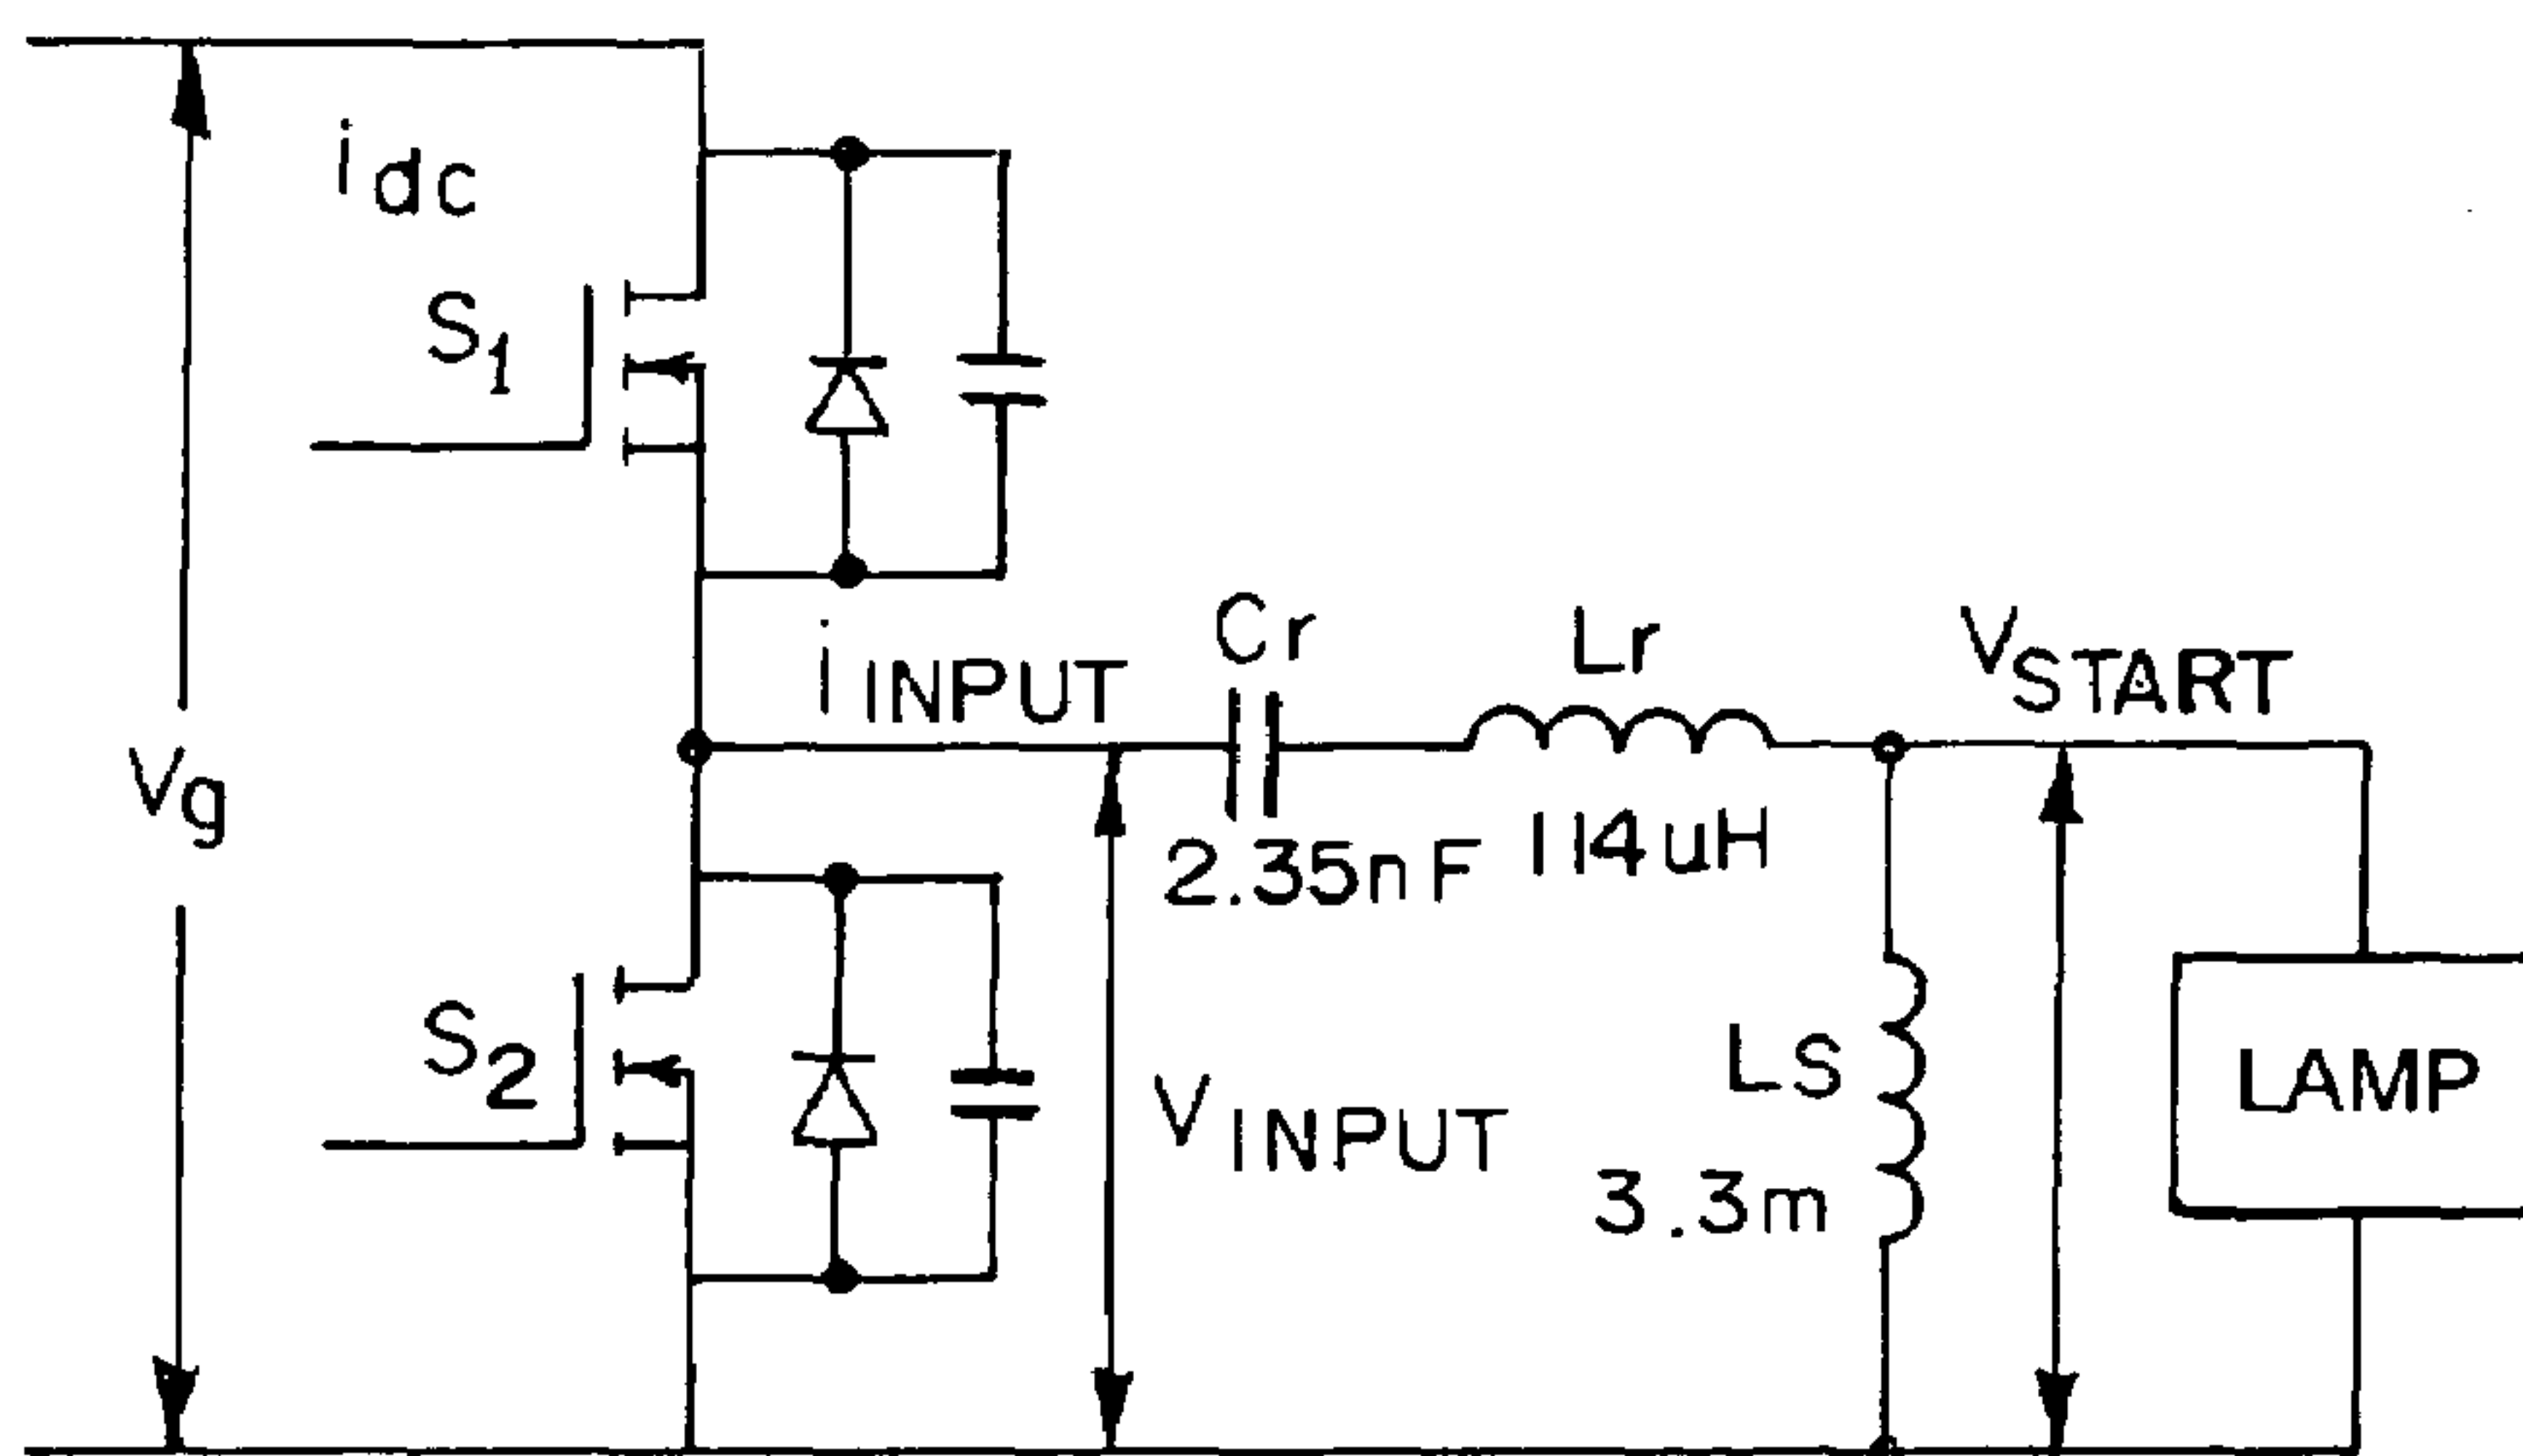 idc
S1
Cr
Lr
VSTART
iINPUT
Vg
2.35nF
114uH
S2
VINPUT
Ls
3.3m
LAMP